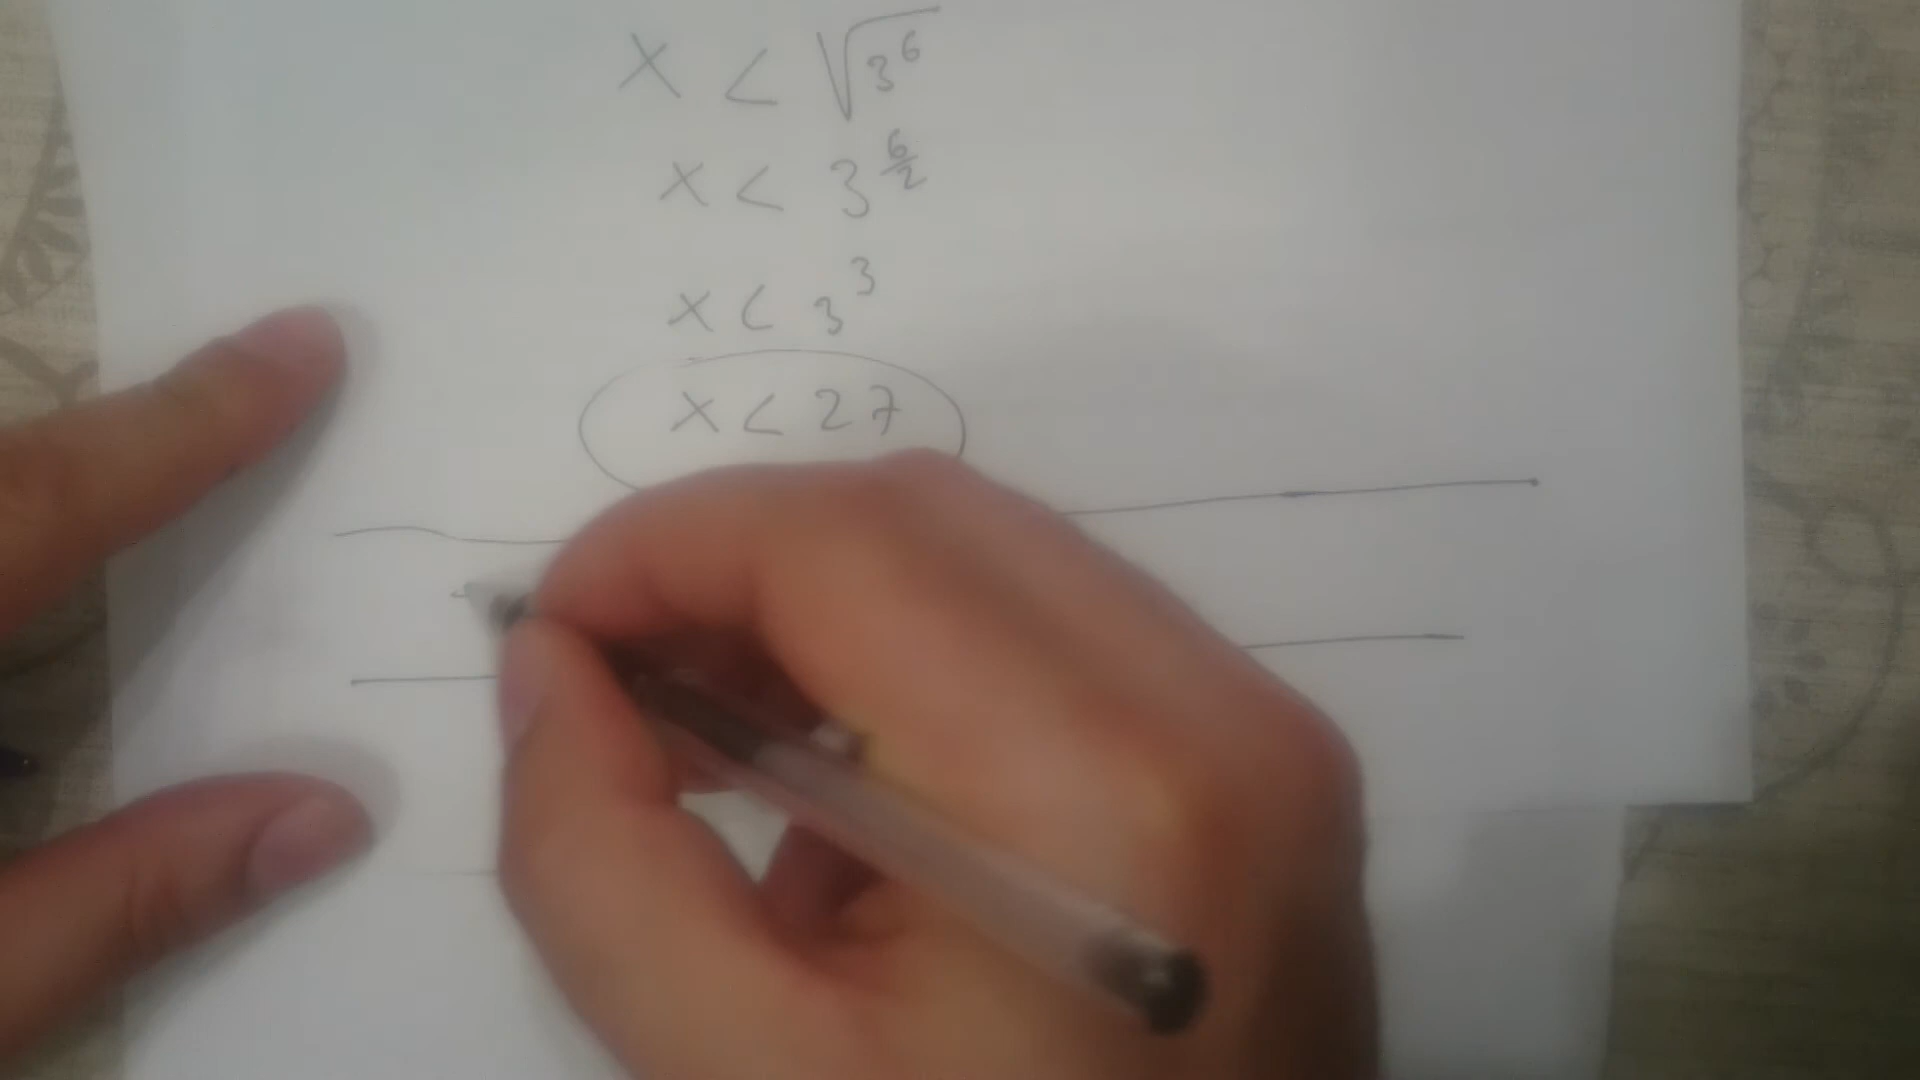 x < √3⁶
x < 3^(6/2)
x < 3³
x < 27